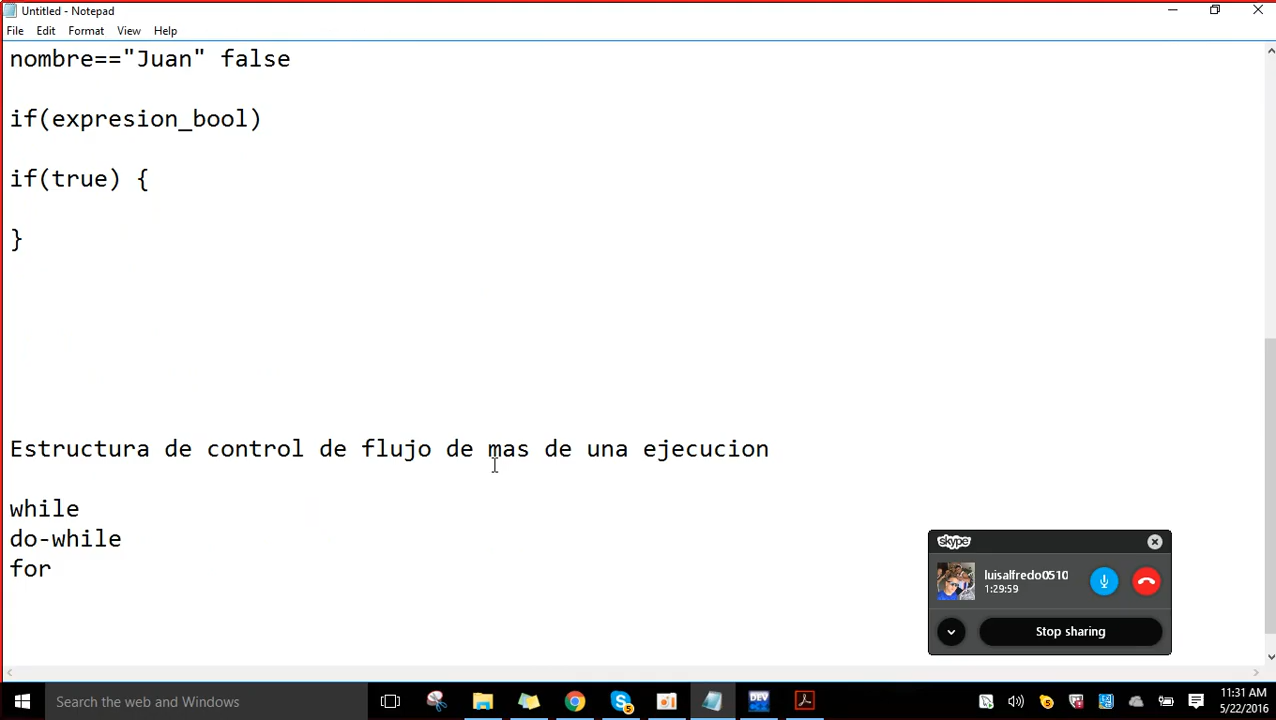 Untitled - Notepad
File Edit Format View Help
nombre=="Juan" false
if(expresion_bool)
if(true) {
}
Estructura de control de flujo de mas de una ejecucion
while
do-while
for
skype
luisalfredo0510
1:29:59
Stop sharing
Search the web and Windows
DEV
11:31 AM
5/22/2016